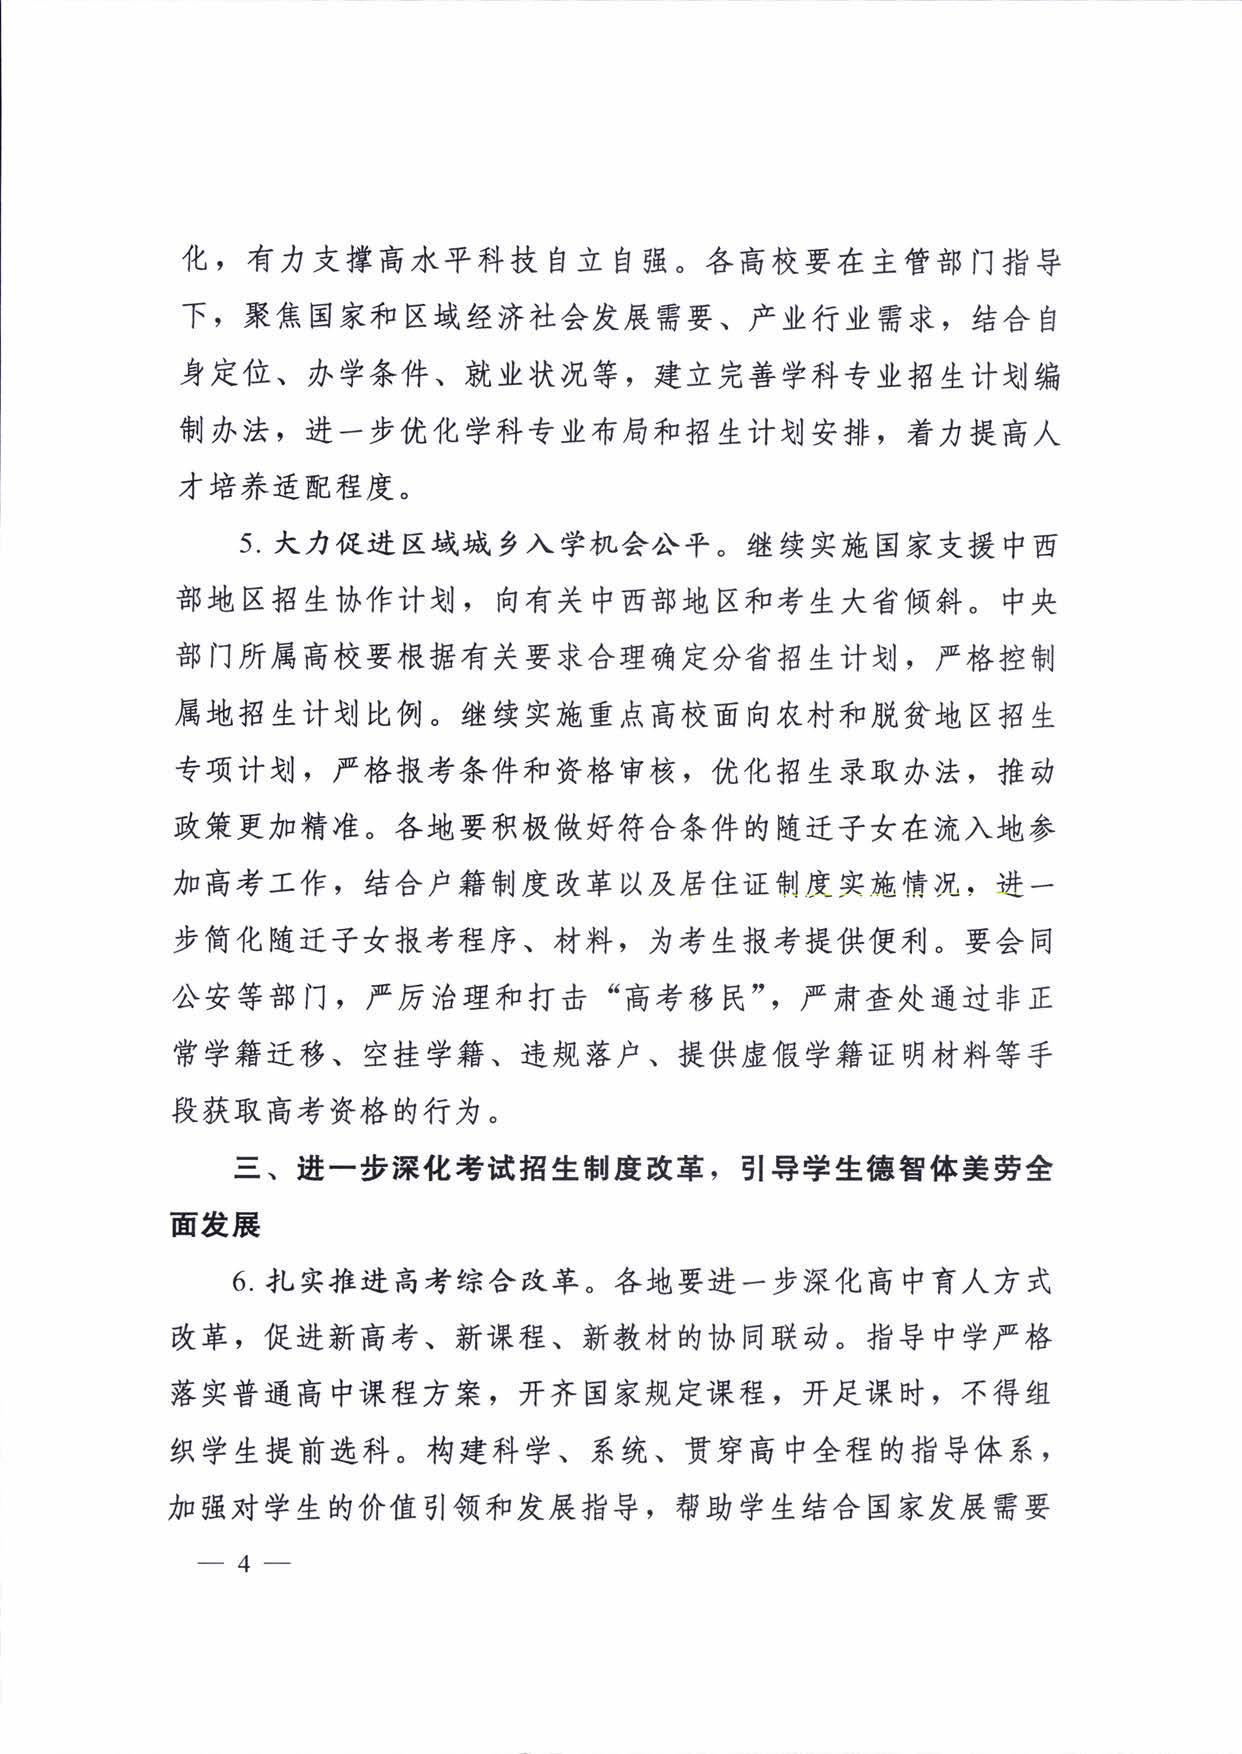 化，有力支撑高水平科技自立自强。各高校要在主管部门指导
下，聚焦国家和区域经济社会发展需要、产业行业需求，结合自
身定位、办学条件、就业状况等，建立完善学科专业招生计划编
制办法，进一步优化学科专业布局和招生计划安排，着力提高人
才培养适配程度。
5. 大力促进区域城乡入学机会公平。继续实施国家支援中西
部地区招生协作计划，向有关中西部地区和考生大省倾斜。中央
部门所属高校要根据有关要求合理确定分省招生计划，严格控制
属地招生计划比例。继续实施重点高校面向农村和脱贫地区招生
专项计划，严格报考条件和资格审核，优化招生录取办法，推动
政策更加精准。各地要积极做好符合条件的随迁子女在流入地参
加高考工作，结合户籍制度改革以及居住证制度实施情况，进一
步简化随迁子女报考程序、材料，为考生报考提供便利。要会同
公安等部门，严厉治理和打击“高考移民”，严肃查处通过非正
常学籍迁移、空挂学籍、违规落户、提供虚假学籍证明材料等手
段获取高考资格的行为。
三、进一步深化考试招生制度改革，引导学生德智体美劳全
面发展
6. 扎实推进高考综合改革。各地要进一步深化高中育人方式
改革，促进新高考、新课程、新教材的协同联动。指导中学严格
落实普通高中课程方案，开齐国家规定课程，开足课时，不得组
织学生提前选科。构建科学、系统、贯穿高中全程的指导体系，
加强对学生的价值引领和发展指导，帮助学生结合国家发展需要
— 4 —